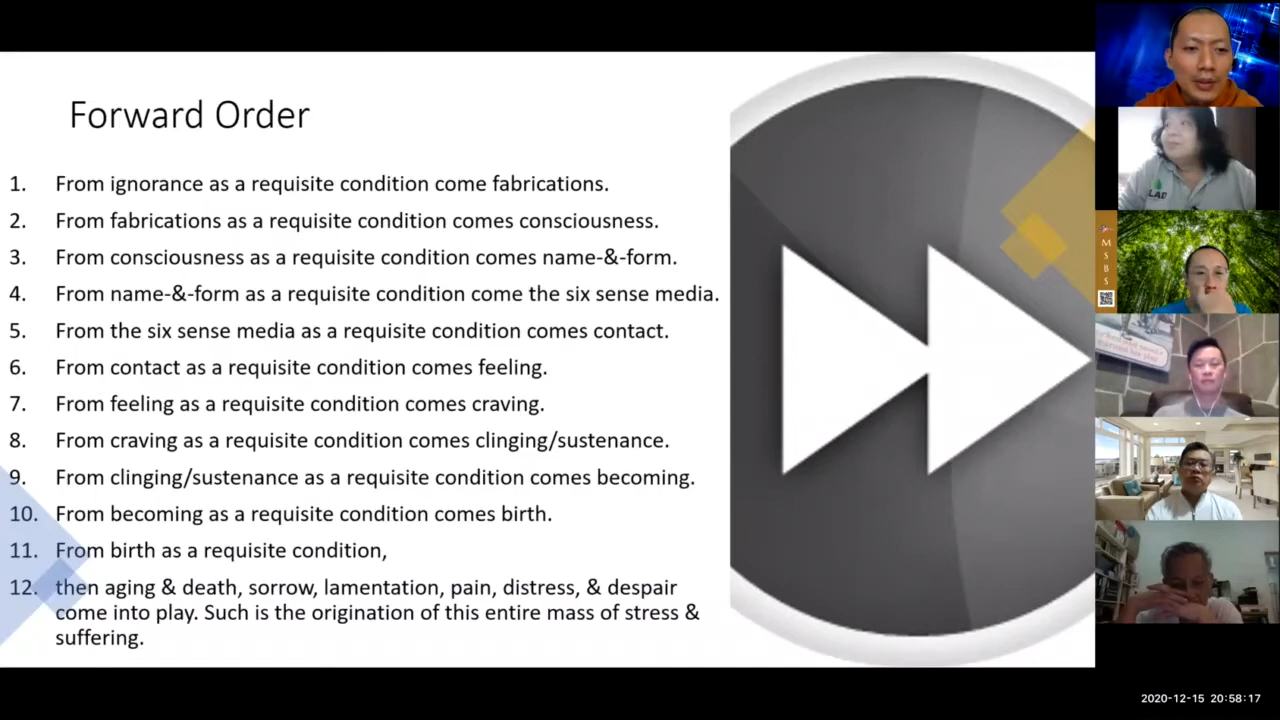 Forward Order
1. From ignorance as a requisite condition come fabrications.
2. From fabrications as a requisite condition comes consciousness.
3. From consciousness as a requisite condition comes name-&-form.
4. From name-&-form as a requisite condition come the six sense media.
5. From the six sense media as a requisite condition comes contact.
6. From contact as a requisite condition comes feeling.
7. From feeling as a requisite condition comes craving.
8. From craving as a requisite condition comes clinging/sustenance.
9. From clinging/sustenance as a requisite condition comes becoming.
10. From becoming as a requisite condition comes birth.
11. From birth as a requisite condition,
12. then aging & death, sorrow, lamentation, pain, distress, & despair
come into play. Such is the origination of this entire mass of stress &
suffering.
M
S
B
S
2020-12-15 20:58:17